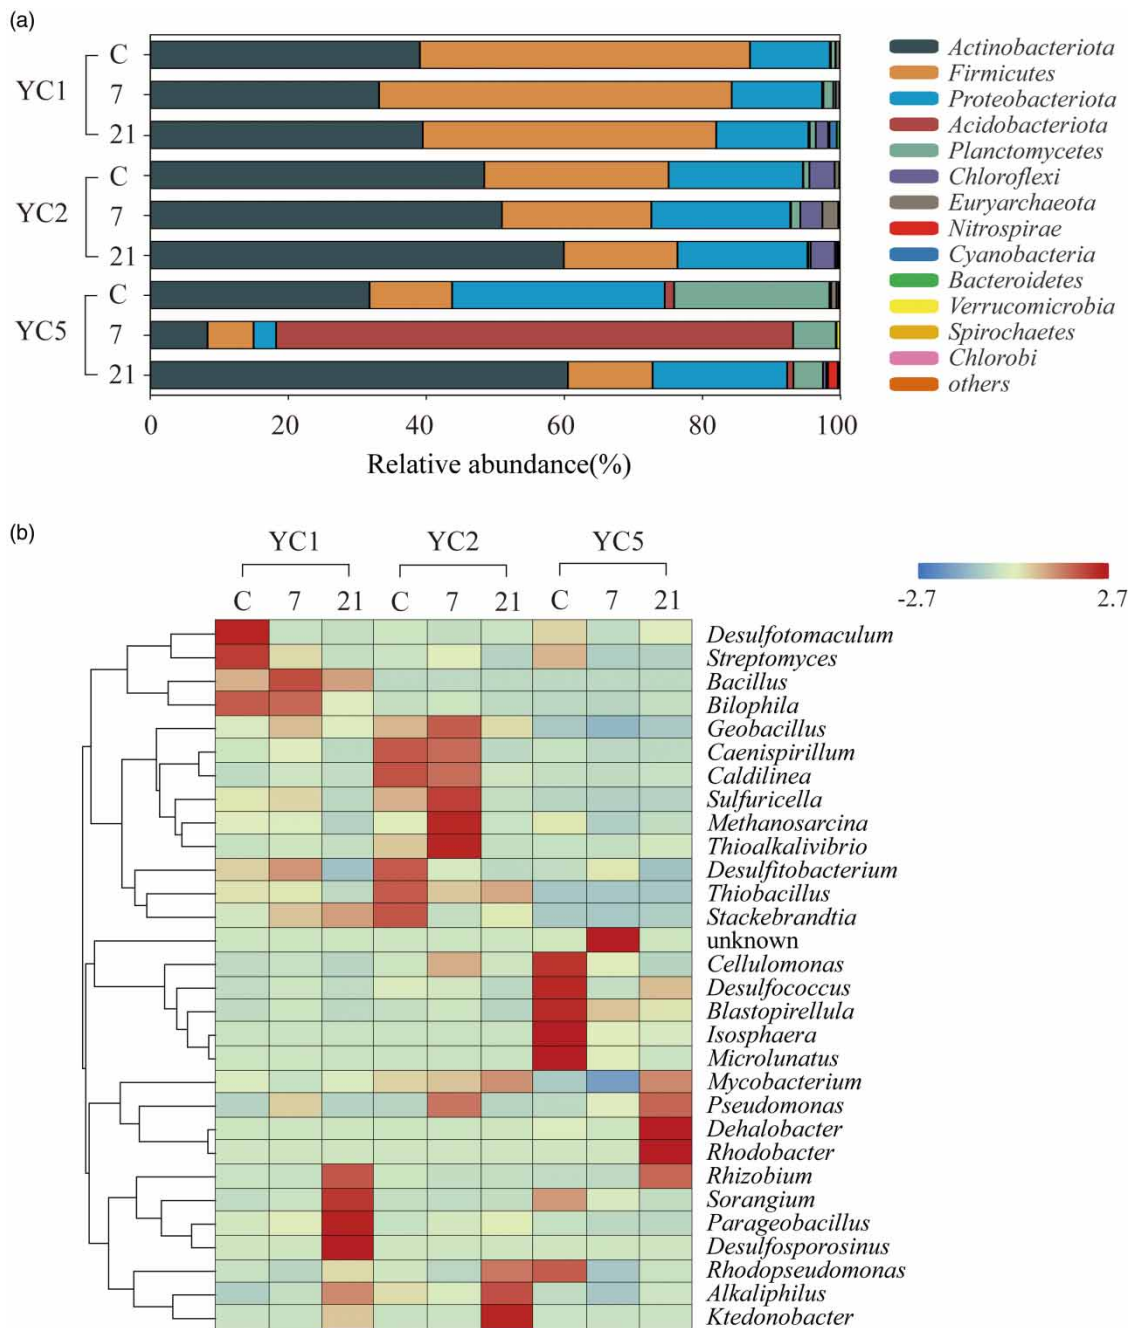 (a)
C
YC1
7
21
C
YC2
7
21
C
YC5
7
21
0
20
40
60
80
100
Relative abundance(%)
Actinobacteriota
Firmicutes
Proteobacteriota
Acidobacteriota
Planctomycetes
Chloroflexi
Euryarchaeota
Nitrospirae
Cyanobacteria
Bacteroidetes
Verrucomicrobia
Spirochaetes
Chlorobi
others
(b)
YC1 YC2 YC5
C 7 21 C 7 21 C 7 21
-2.7 2.7
Desulfotomaculum
Streptomyces
Bacillus
Bilophila
Geobacillus
Caenispirillum
Caldilinea
Sulfuricella
Methanosarcina
Thioalkalivibrio
Desulfitobacterium
Thiobacillus
Stackebrandtia
unknown
Cellulomonas
Desulfococcus
Blastopirellula
Isosphaera
Microlunatus
Mycobacterium
Pseudomonas
Dehalobacter
Rhodobacter
Rhizobium
Sorangium
Parageobacillus
Desulfosporosinus
Rhodopseudomonas
Alkaliphilus
Ktedonobacter